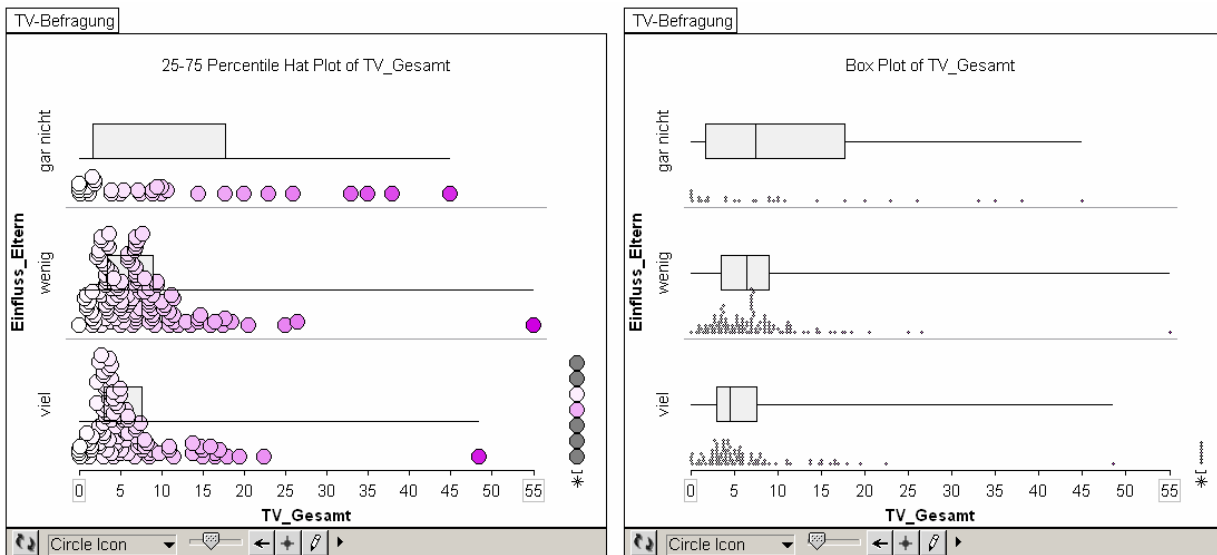 TV-Befragung
25-75 Percentile Hat Plot of TV_Gesamt
Einfluss_Eltern
gar nicht
wenig
viel
0 5 10 15 20 25 30 35 40 45 50 55
TV_Gesamt
Circle Icon
TV-Befragung
Box Plot of TV_Gesamt
Einfluss_Eltern
gar nicht
wenig
viel
0 5 10 15 20 25 30 35 40 45 50 55
TV_Gesamt
Circle Icon